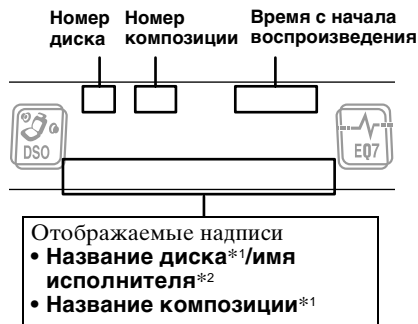 Номер диска
Номер композиции
Время с начала воспроизведения
DSO
EQ7
Отображаемые надписи
• Название диска*1/имя
исполнителя*2
• Название композиции*1